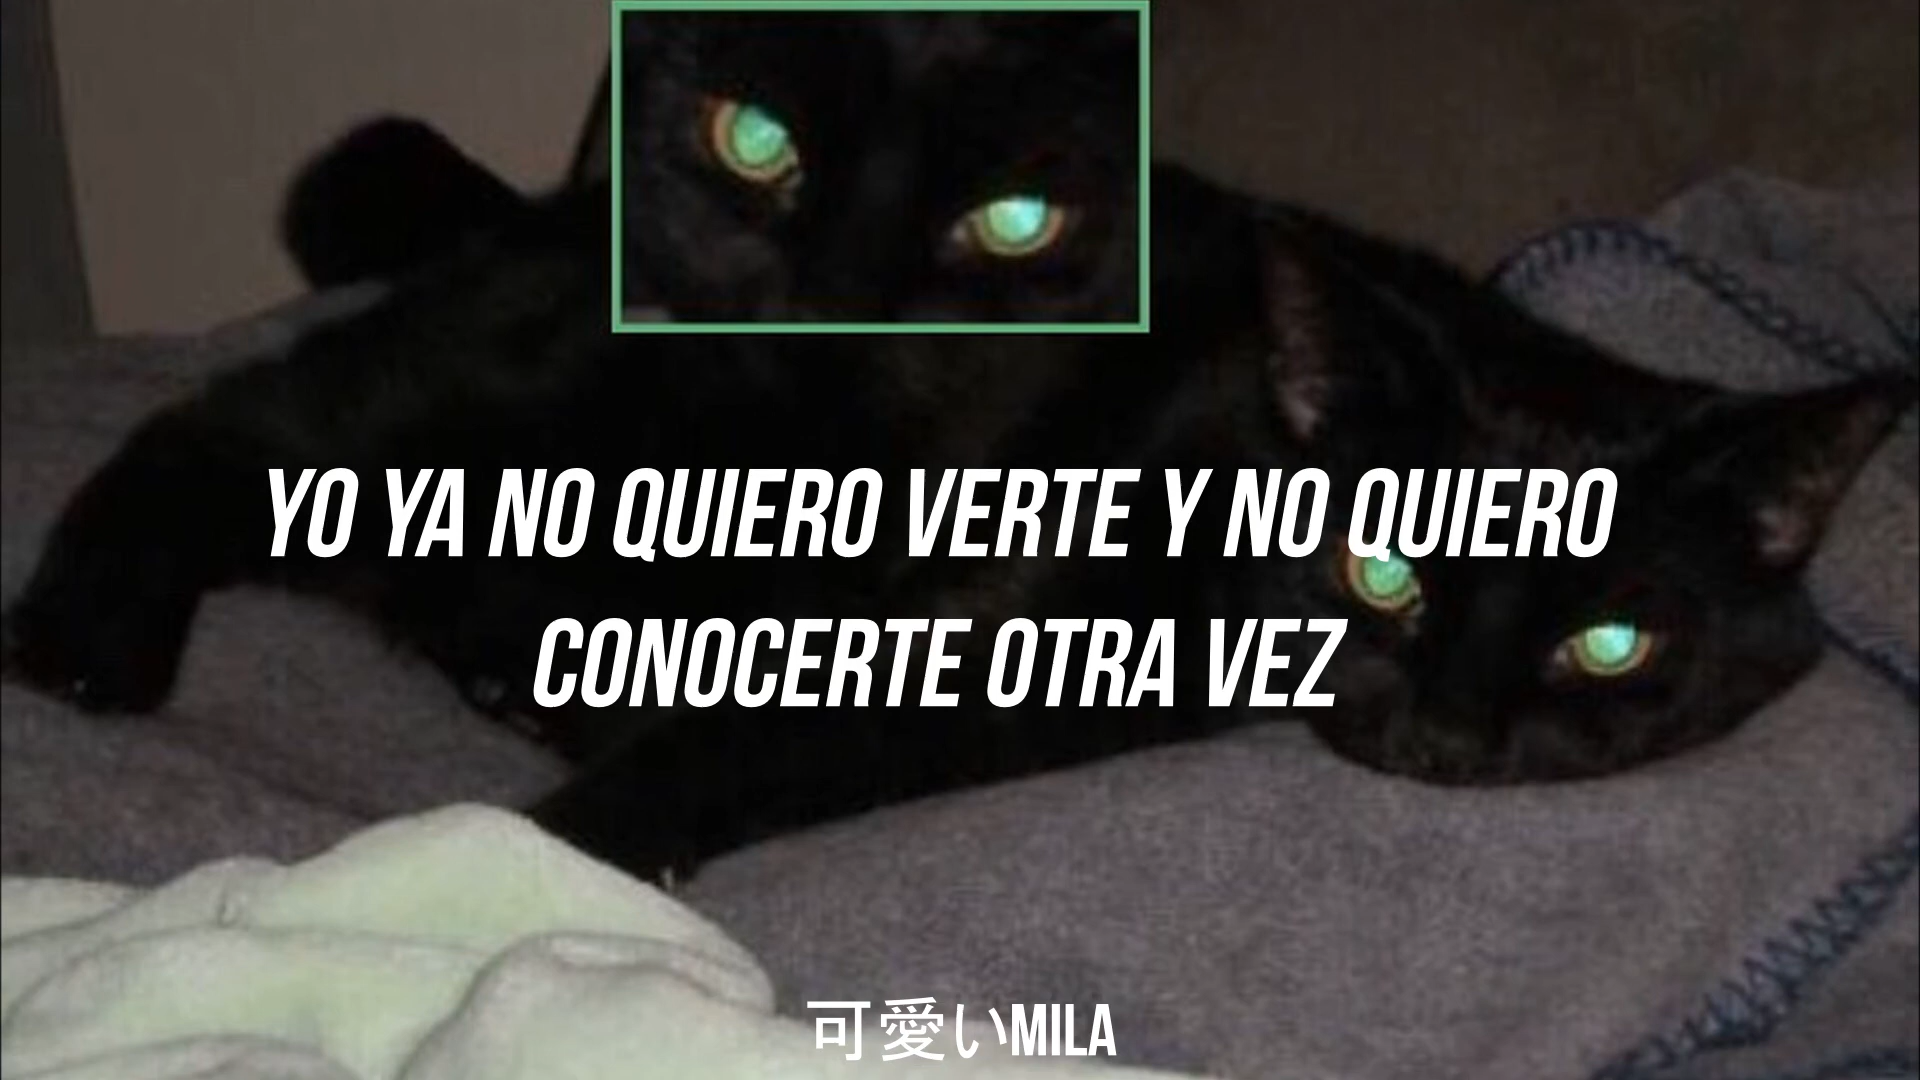 YO YA NO QUIERO VERTE Y NO QUIERO
CONOCERTE OTRA VEZ
可愛いMILA